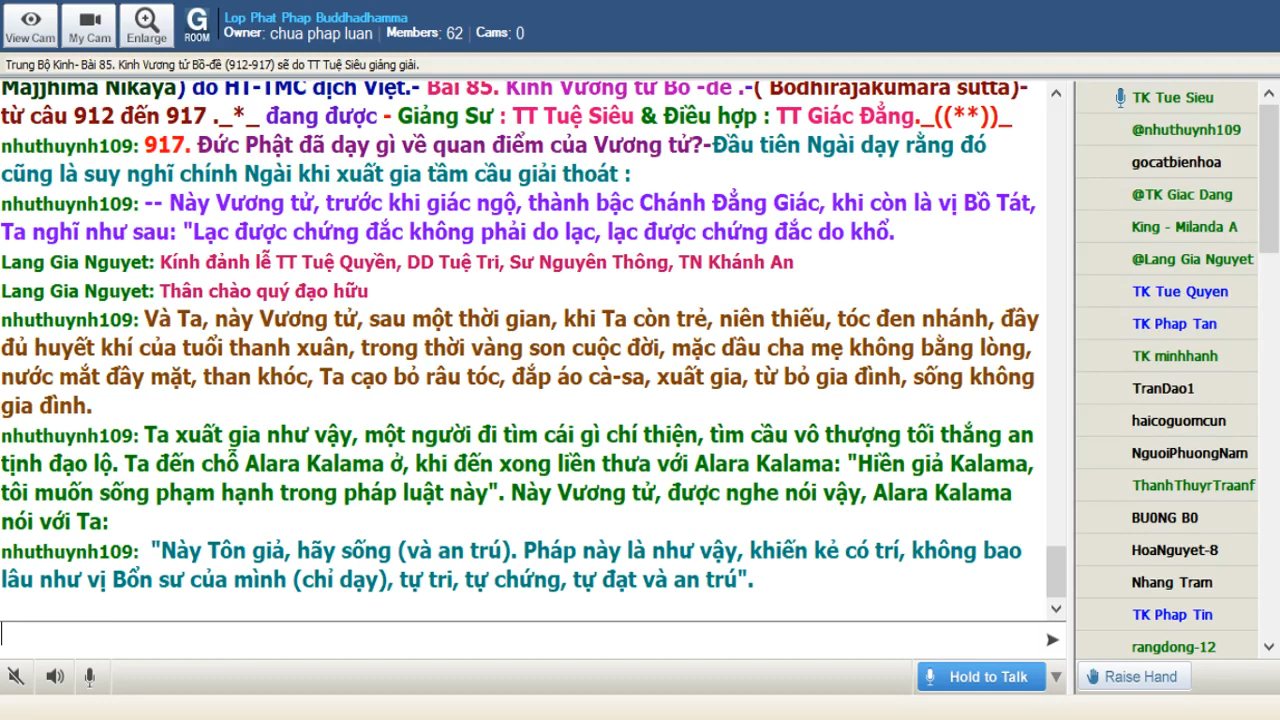 View Cam
My Cam
Enlarge
G
ROOM
Lop Phat Phap Buddhadhamma
Owner: chua phap luan | Members: 62 | Cams: 0
Trung Bộ Kinh- Bài 85. Kinh Vương tử Bồ-đề (912-917) sẽ do TT Tuệ Siêu giảng giải.
Majjhima Nikaya) do HT-TMC dịch Việt.- Bài 85. Kinh Vương tử Bồ -đề .-( Bodhirajakumara sutta)-
từ câu 912 đến 917 ._*_ đang được - Giảng Sư : TT Tuệ Siêu & Điều hợp : TT Giác Đẳng._((**))_
nhuthuynh109: 917. Đức Phật đã dạy gì về quan điểm của Vương tử?-Đầu tiên Ngài dạy rằng đó
cũng là suy nghĩ chính Ngài khi xuất gia tầm cầu giải thoát :
nhuthuynh109: -- Này Vương tử, trước khi giác ngộ, thành bậc Chánh Đẳng Giác, khi còn là vị Bồ Tát,
Ta nghĩ như sau: "Lạc được chứng đắc không phải do lạc, lạc được chứng đắc do khổ.
Lang Gia Nguyet: Kính đảnh lễ TT Tuệ Quyền, DD Tuệ Tri, Sư Nguyên Thông, TN Khánh An
Lang Gia Nguyet: Thân chào quý đạo hữu
nhuthuynh109: Và Ta, này Vương tử, sau một thời gian, khi Ta còn trẻ, niên thiếu, tóc đen nhánh, đầy
đủ huyết khí của tuổi thanh xuân, trong thời vàng son cuộc đời, mặc dầu cha mẹ không bằng lòng,
nước mắt đầy mặt, than khóc, Ta cạo bỏ râu tóc, đắp áo cà-sa, xuất gia, từ bỏ gia đình, sống không
gia đình.
nhuthuynh109: Ta xuất gia như vậy, một người đi tìm cái gì chí thiện, tìm cầu vô thượng tối thắng an
tịnh đạo lộ. Ta đến chỗ Alara Kalama ở, khi đến xong liền thưa với Alara Kalama: "Hiền giả Kalama,
tôi muốn sống phạm hạnh trong pháp luật này". Này Vương tử, được nghe nói vậy, Alara Kalama
nói với Ta:
nhuthuynh109: "Này Tôn giả, hãy sống (và an trú). Pháp này là như vậy, khiến kẻ có trí, không bao
lâu như vị Bổn sư của mình (chỉ dạy), tự tri, tự chứng, tự đạt và an trú".
TK Tue Sieu
@nhuthuynh109
gocatbienhoa
@TK Giac Dang
King - Milanda A
@Lang Gia Nguyet
TK Tue Quyen
TK Phap Tan
TK minhhanh
TranDao1
haicoguomcun
NguoiPhuongNam
ThanhThuyrTraanf
BU0NG B0
HoaNguyet-8
Nhang Tram
TK Phap Tin
rangdong-12
Hold to Talk
Raise Hand